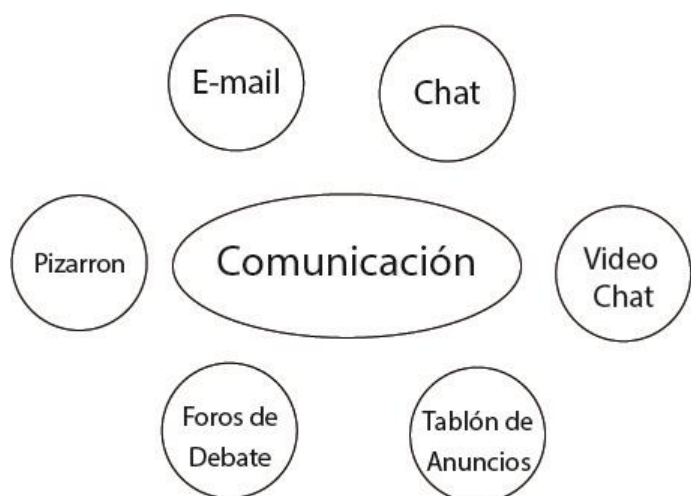 E-mail
Chat
Pizarron
Comunicación
Video
Chat
Foros de
Debate
Tablón de
Anuncios